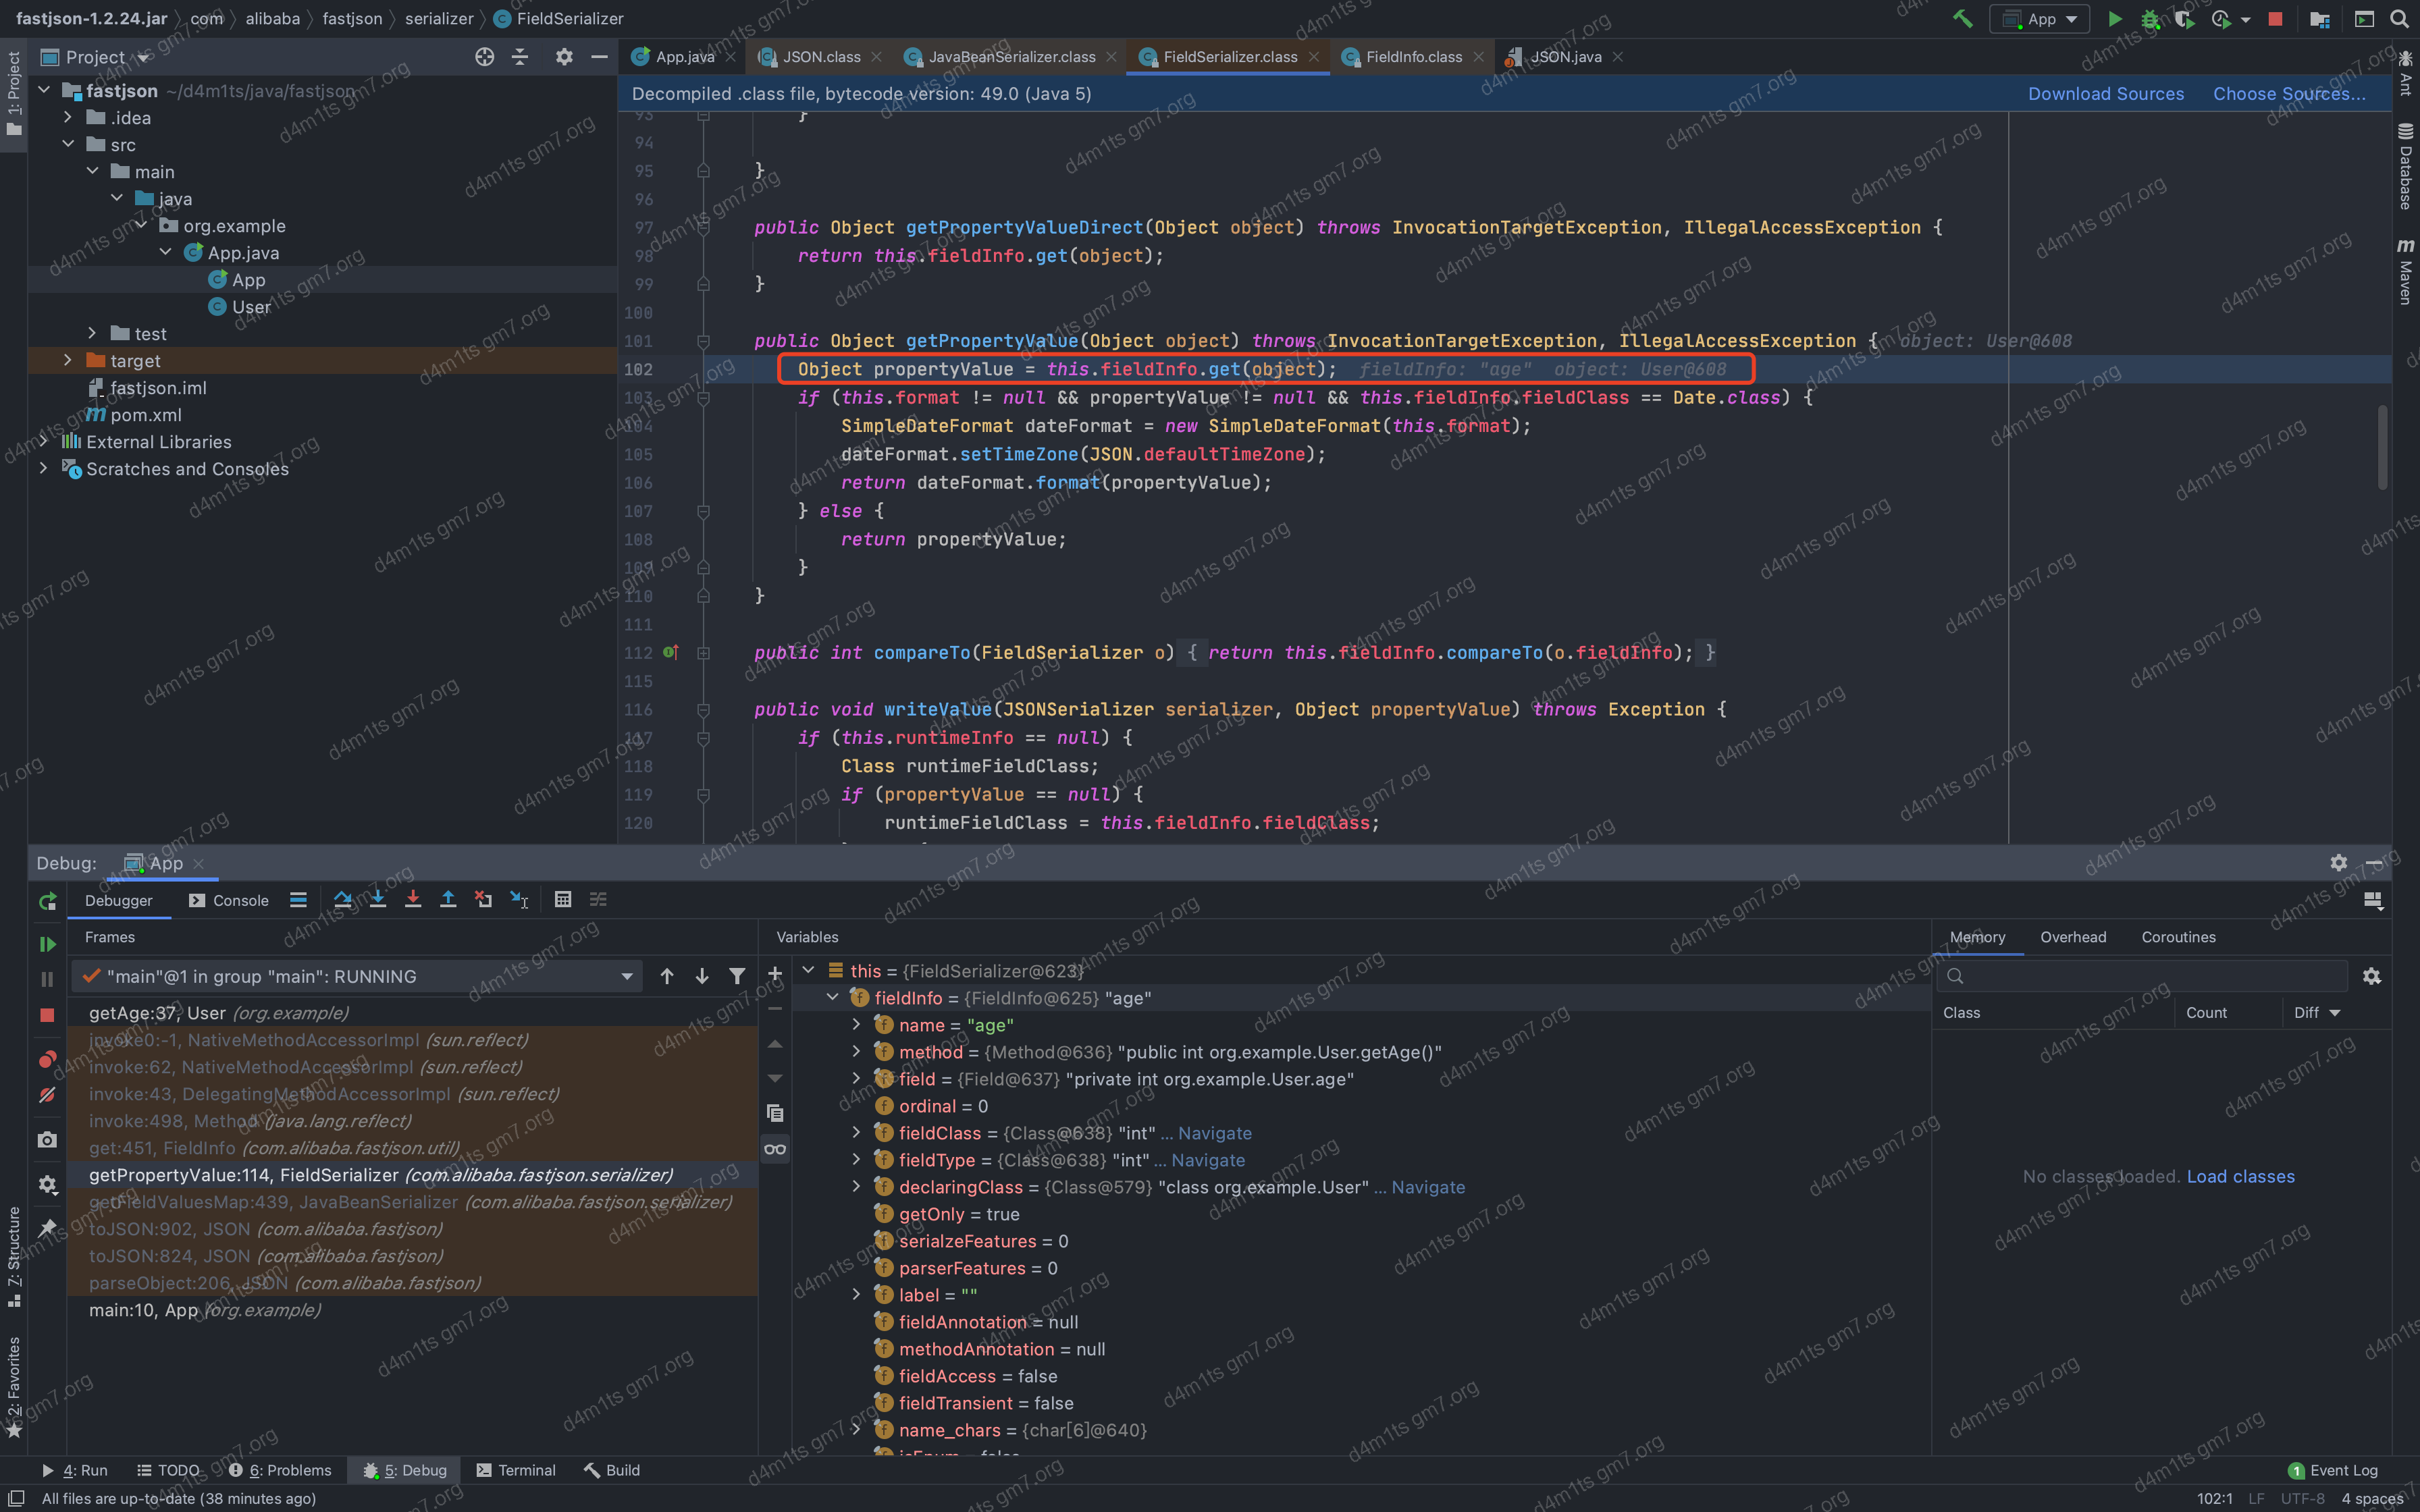 fastjson-1.2.24.jar 〉 com 〉 alibaba 〉 fastjson 〉 serializer 〉 FieldSerializer
App
Project
App.java
JSON.class
JavaBeanSerializer.class
FieldSerializer.class
FieldInfo.class
JSON.java
Decompiled .class file, bytecode version: 49.0 (Java 5)
Download Sources
Choose Sources...
1: Project
fastjson ~/d4m1ts/java/fastjson
.idea
src
main
java
org.example
App.java
App
User
test
target
fastjson.iml
pom.xml
External Libraries
Scratches and Consoles
Ant
Database
Maven
93 }
94
95 }
96
97 public Object getPropertyValueDirect(Object object) throws InvocationTargetException, IllegalAccessException {
98 return this.fieldInfo.get(object);
99 }
100
101 public Object getPropertyValue(Object object) throws InvocationTargetException, IllegalAccessException { object: User@608
102 Object propertyValue = this.fieldInfo.get(object); fieldInfo: "age" object: User@608
103 if (this.format != null && propertyValue != null && this.fieldInfo.fieldClass == Date.class) {
104 SimpleDateFormat dateFormat = new SimpleDateFormat(this.format);
105 dateFormat.setTimeZone(JSON.defaultTimeZone);
106 return dateFormat.format(propertyValue);
107 } else {
108 return propertyValue;
109 }
110 }
111
112 public int compareTo(FieldSerializer o) { return this.fieldInfo.compareTo(o.fieldInfo); }
115
116 public void writeValue(JSONSerializer serializer, Object propertyValue) throws Exception {
117 if (this.runtimeInfo == null) {
118 Class runtimeFieldClass;
119 if (propertyValue == null) {
120 runtimeFieldClass = this.fieldInfo.fieldClass;
Debug: App
Debugger
Console
Frames
"main"@1 in group "main": RUNNING
getAge:37, User (org.example)
invoke0:-1, NativeMethodAccessorImpl (sun.reflect)
invoke:62, NativeMethodAccessorImpl (sun.reflect)
invoke:43, DelegatingMethodAccessorImpl (sun.reflect)
invoke:498, Method (java.lang.reflect)
get:451, FieldInfo (com.alibaba.fastjson.util)
getPropertyValue:114, FieldSerializer (com.alibaba.fastjson.serializer)
getFieldValuesMap:439, JavaBeanSerializer (com.alibaba.fastjson.serializer)
toJSON:902, JSON (com.alibaba.fastjson)
toJSON:824, JSON (com.alibaba.fastjson)
parseObject:206, JSON (com.alibaba.fastjson)
main:10, App (org.example)
Variables
this = {FieldSerializer@623}
fieldInfo = {FieldInfo@625} "age"
name = "age"
method = {Method@636} "public int org.example.User.getAge()"
field = {Field@637} "private int org.example.User.age"
ordinal = 0
fieldClass = {Class@638} "int" ... Navigate
fieldType = {Class@638} "int" ... Navigate
declaringClass = {Class@579} "class org.example.User" ... Navigate
getOnly = true
serialzeFeatures = 0
parserFeatures = 0
label = ""
fieldAnnotation = null
methodAnnotation = null
fieldAccess = false
fieldTransient = false
name_chars = {char[6]@640}
isEnum = false
Memory
Overhead
Coroutines
Class
Count
Diff
No classes loaded. Load classes
7: Structure
2: Favorites
4: Run
TODO
6: Problems
5: Debug
Terminal
Build
1 Event Log
All files are up-to-date (38 minutes ago)
102:1 LF UTF-8 4 spaces
d4m1ts gm7.org